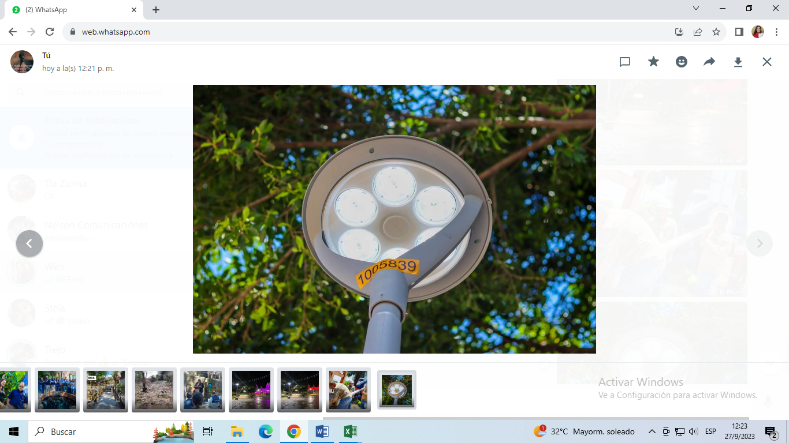 (2) WhatsApp
web.whatsapp.com
Tú
hoy a la(s) 12:21 p. m.
1005839
Activar Windows
Ve a Configuración para activar Windows.
Buscar
32°C Mayorm. soleado
ESP
12:23
27/9/2023
2